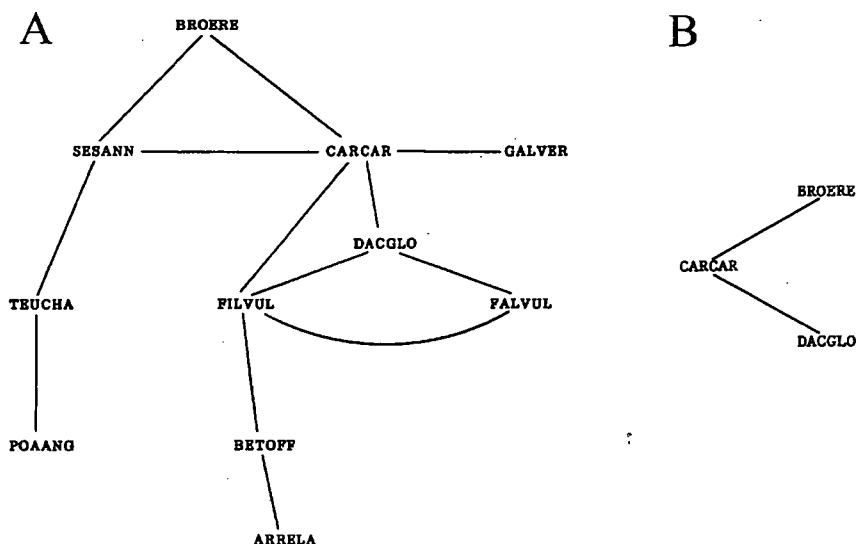 A
B
BROERE
SESANN CARCAR GALVER
BROERE
DACGLO
CARCAR
TEUCHA FILVUL FALVUL
DACGLO
POAANG BETOFF
ARRELA